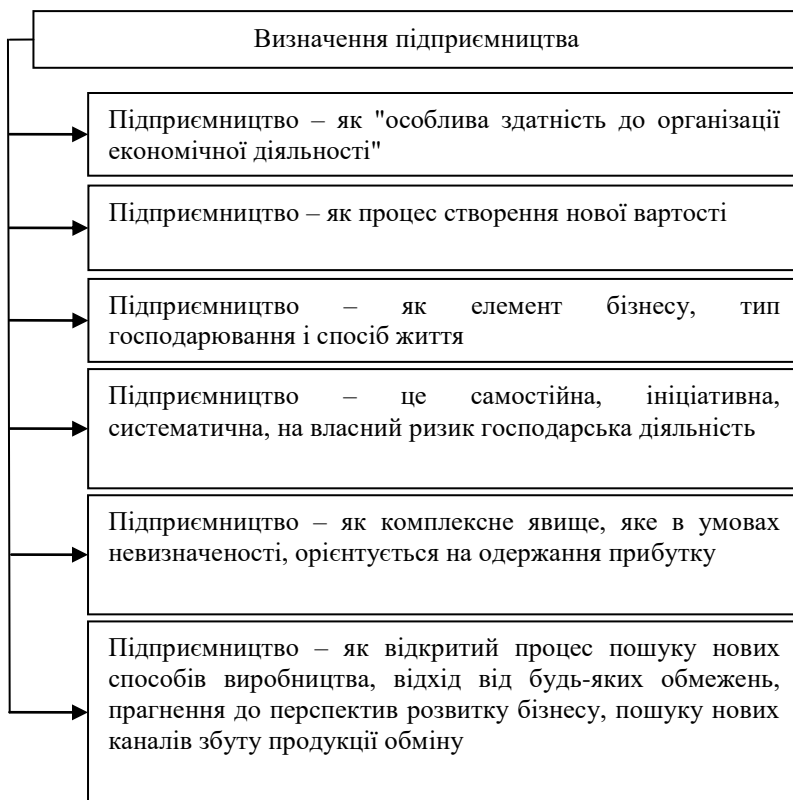 Визначення підприємництва
Підприємництво – як "особлива здатність до організації
економічної діяльності"
Підприємництво – як процес створення нової вартості
Підприємництво – як елемент бізнесу, тип
господарювання і спосіб життя
Підприємництво – це самостійна, ініціативна,
систематична, на власний ризик господарська діяльність
Підприємництво – як комплексне явище, яке в умовах
невизначеності, орієнтується на одержання прибутку
Підприємництво – як відкритий процес пошуку нових
способів виробництва, відхід від будь-яких обмежень,
прагнення до перспектив розвитку бізнесу, пошуку нових
каналів збуту продукції обміну